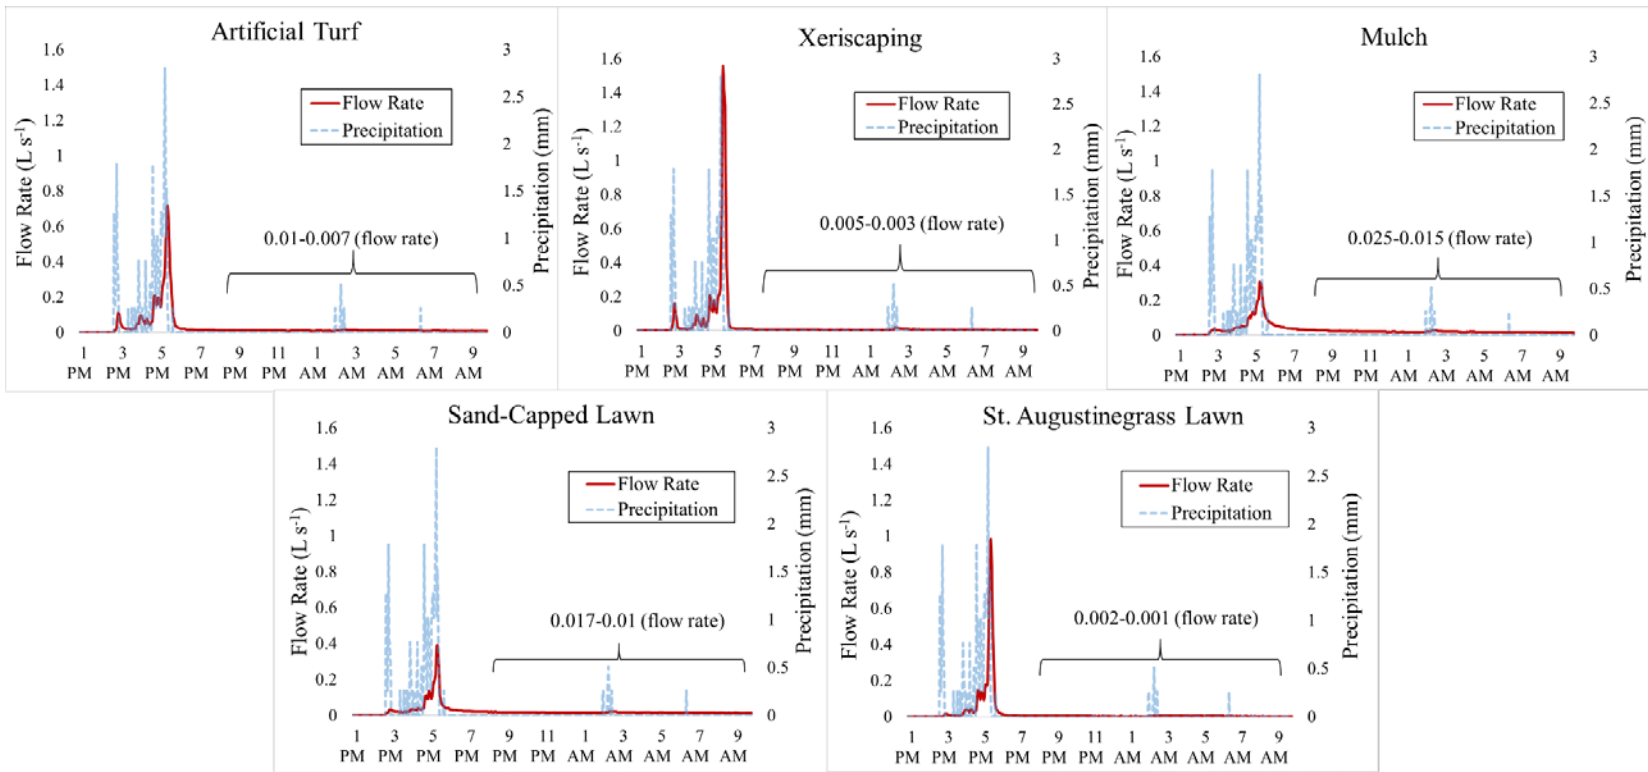 Artificial Turf
1.6
1.4
1.2
1
0.8
0.6
0.4
0.2
0
Flow Rate (L s⁻¹)
Flow Rate
Precipitation
0.01-0.007 (flow rate)
3
2.5
2
1.5
1
0.5
0
Precipitation (mm)
1 3 5 7 9 11 1 3 5 7 9
PM PM PM PM PM PM AM AM AM AM AM
Xeriscaping
1.6
1.4
1.2
1
0.8
0.6
0.4
0.2
0
Flow Rate (L s⁻¹)
Flow Rate
Precipitation
0.005-0.003 (flow rate)
3
2.5
2
1.5
1
0.5
0
Precipitation (mm)
1 3 5 7 9 11 1 3 5 7 9
PM PM PM PM PM PM AM AM AM AM AM
Mulch
1.6
1.4
1.2
1
0.8
0.6
0.4
0.2
0
Flow Rate (L s⁻¹)
Flow Rate
Precipitation
0.025-0.015 (flow rate)
3
2.5
2
1.5
1
0.5
0
Precipitation (mm)
1 3 5 7 9 11 1 3 5 7 9
PM PM PM PM PM PM AM AM AM AM AM
Sand-Capped Lawn
1.6
1.4
1.2
1
0.8
0.6
0.4
0.2
0
Flow Rate (L s⁻¹)
Flow Rate
Precipitation
0.017-0.01 (flow rate)
3
2.5
2
1.5
1
0.5
0
Precipitation (mm)
1 3 5 7 9 11 1 3 5 7 9
PM PM PM PM PM PM AM AM AM AM AM
St. Augustinegrass Lawn
1.6
1.4
1.2
1
0.8
0.6
0.4
0.2
0
Flow Rate (L s⁻¹)
Flow Rate
Precipitation
0.002-0.001 (flow rate)
3
2.5
2
1.5
1
0.5
0
Precipitation (mm)
1 3 5 7 9 11 1 3 5 7 9
PM PM PM PM PM PM AM AM AM AM AM